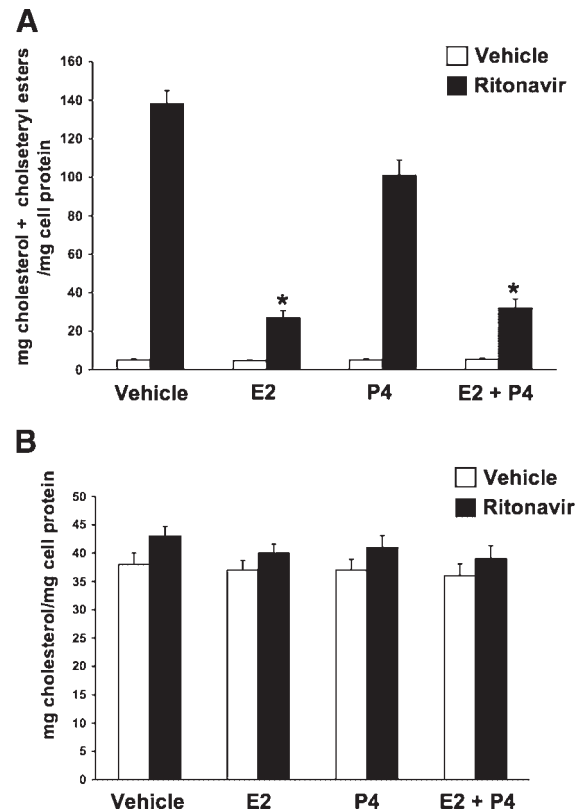 A
Vehicle
Ritonavir
mg cholesterol + cholseteryl esters
/mg cell protein
160
140
120
100
80
60
40
20
0
*
*
Vehicle E2 P4 E2 + P4
B
Vehicle
Ritonavir
mg cholesterol/mg cell protein
50
45
40
35
30
25
20
15
10
5
0
Vehicle E2 P4 E2 + P4